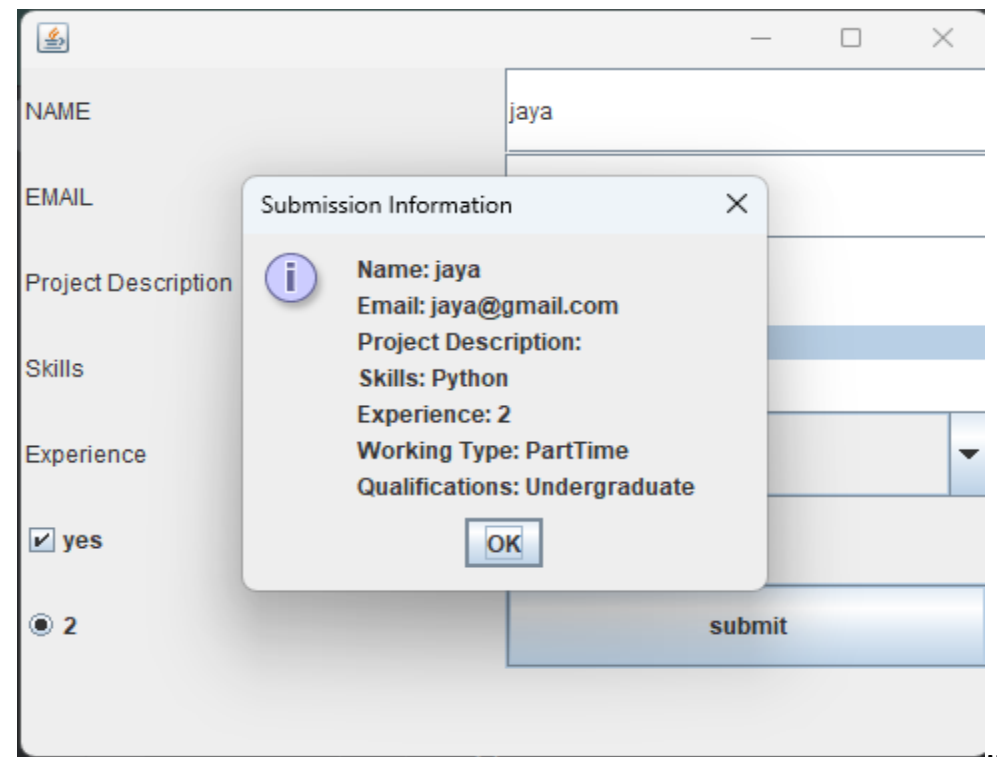 NAME
jaya
EMAIL
Project Description
Skills
Experience
yes
2
submit
Submission Information
Name: jaya
Email: jaya@gmail.com
Project Description:
Skills: Python
Experience: 2
Working Type: PartTime
Qualifications: Undergraduate
OK